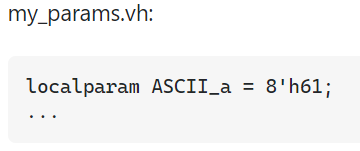 my_params.vh:
localparam ASCII_a = 8'h61;
...